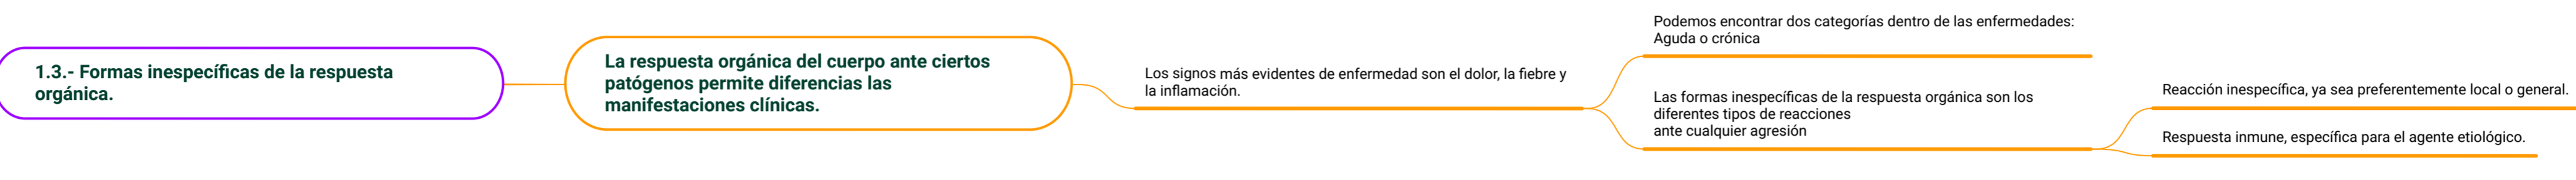 1.3.- Formas inespecíficas de la respuesta
orgánica.
La respuesta orgánica del cuerpo ante ciertos
patógenos permite diferencias las
manifestaciones clínicas.
Los signos más evidentes de enfermedad son el dolor, la fiebre y
la inflamación.
Podemos encontrar dos categorías dentro de las enfermedades:
Aguda o crónica
Las formas inespecíficas de la respuesta orgánica son los
diferentes tipos de reacciones
ante cualquier agresión
Reacción inespecífica, ya sea preferentemente local o general.
Respuesta inmune, específica para el agente etiológico.